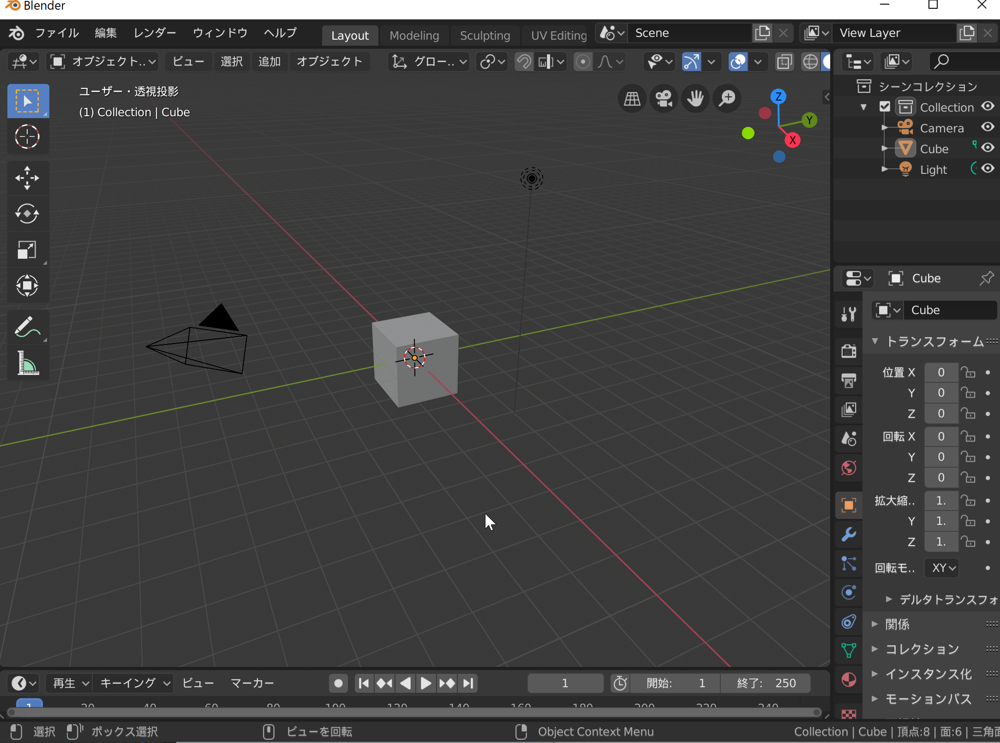 Blender
ファイル 編集 レンダー ウィンドウ ヘルプ Layout Modeling Sculpting UV Editing Scene View Layer
オブジェクト.. ビュー 選択 追加 オブジェクト グロー..
ユーザー・透視投影
(1) Collection | Cube
Z
Y
X
シーンコレクション
Collection
Camera
Cube
Light
Cube
Cube
トランスフォーム
位置 X 0
Y 0
Z 0
回転 X 0
Y 0
Z 0
拡大縮.. 1.
Y 1.
Z 1.
回転モ.. XY
デルタトランスフォ
関係
コレクション
インスタンス化
モーションパス
再生 キーイング ビュー マーカー 1 開始: 1 終了: 250
1 20 40 60 80 100 120 140 160 180 200 220 240
選択 ボックス選択 ビューを回転 Object Context Menu Collection | Cube | 頂点:8 | 面:6 | 三角面